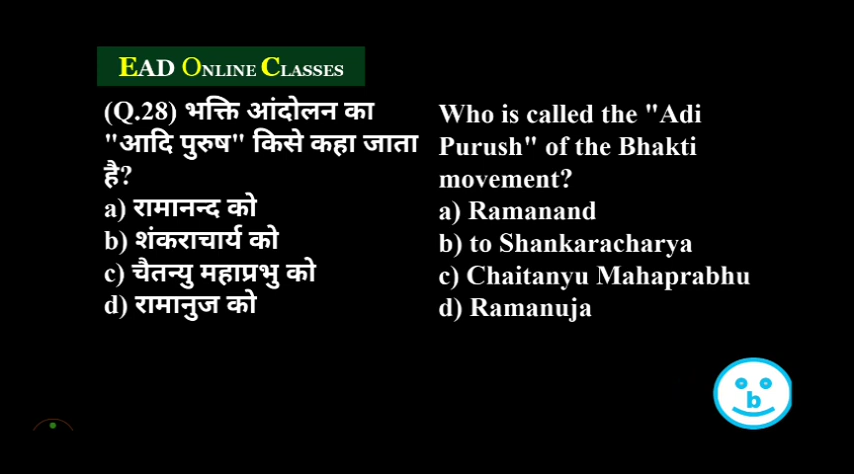 EAD ONLINE CLASSES
(Q.28) भक्ति आंदोलन का
"आदि पुरुष" किसे कहा जाता
है?
a) रामानन्द को
b) शंकराचार्य को
c) चैतन्यु महाप्रभु को
d) रामानुज को
Who is called the "Adi
Purush" of the Bhakti
movement?
a) Ramanand
b) to Shankaracharya
c) Chaitanyu Mahaprabhu
d) Ramanuja
b